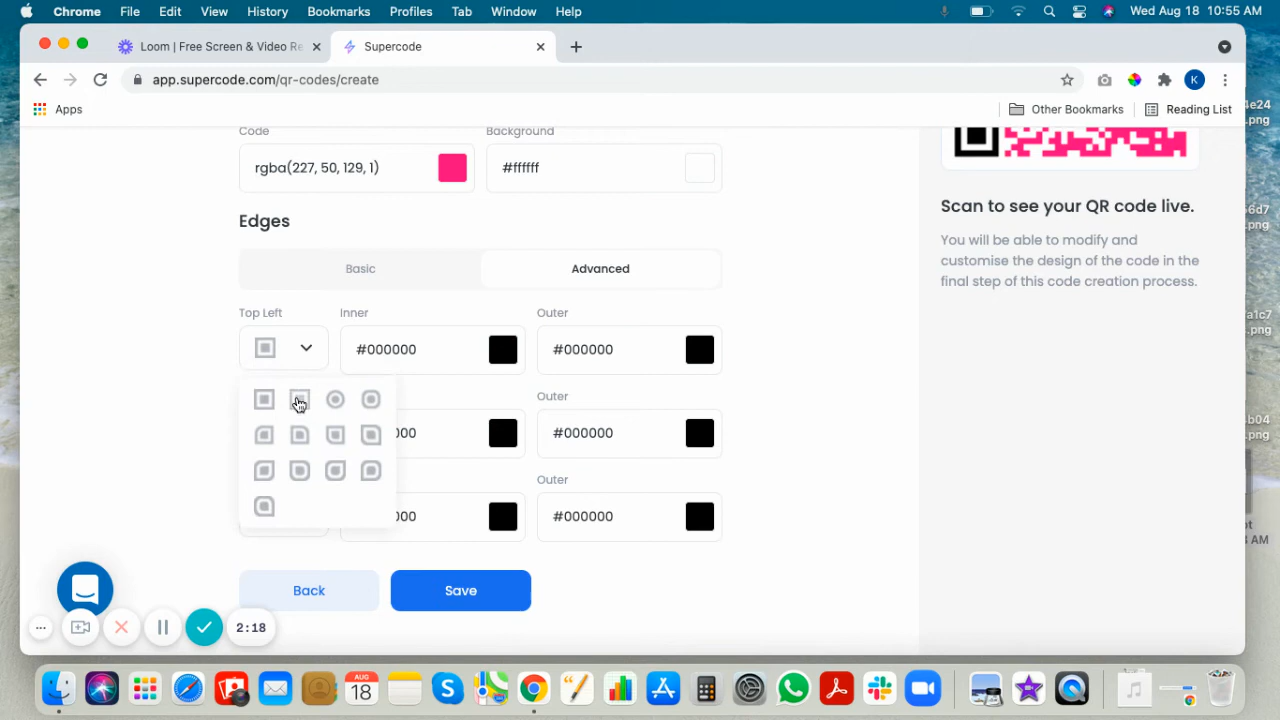 Chrome File Edit View History Bookmarks Profiles Tab Window Help Wed Aug 18 10:55 AM
Loom | Free Screen & Video Re
Supercode
app.supercode.com/qr-codes/create
K
Apps
Other Bookmarks
Reading List
Code
Background
rgba(227, 50, 129, 1)
#ffffff
Edges
Basic
Advanced
Top Left
Inner
Outer
#000000
#000000
Outer
#000000
Outer
#000000
Back
Save
Scan to see your QR code live.
You will be able to modify and
customise the design of the code in the
final step of this code creation process.
2:18
AUG
18
.png
.png
.png
.png